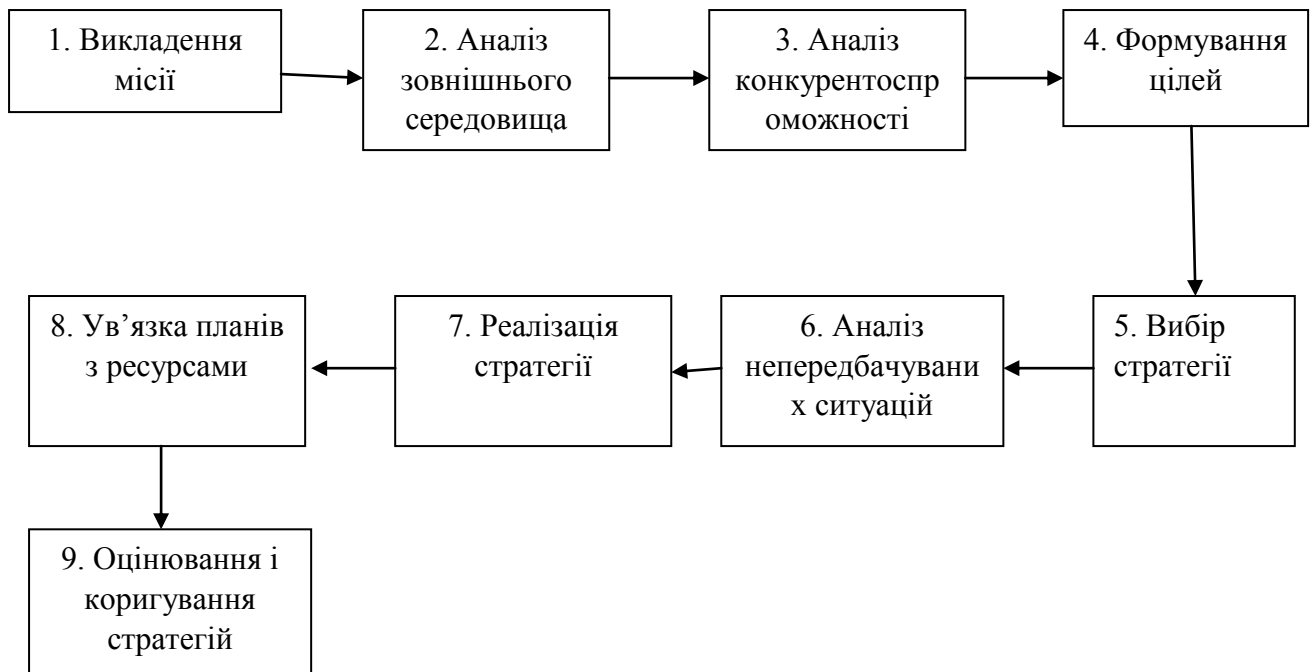 1. Викладення
місії
2. Аналіз
зовнішнього
середовища
3. Аналіз
конкурентоспр
оможності
4. Формування
цілей
5. Вибір
стратегії
6. Аналіз
непередбачувани
х ситуацій
7. Реалізація
стратегії
8. Ув’язка планів
з ресурсами
9. Оцінювання і
коригування
стратегій